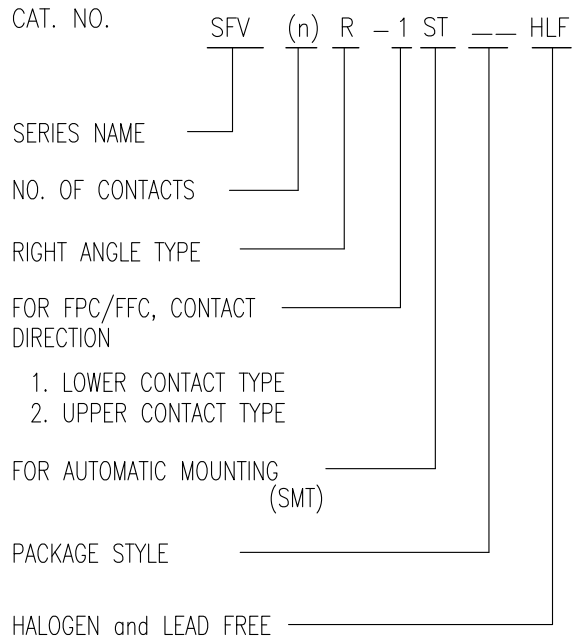 CAT. NO. SFV (n) R - 1 ST __ HLF
SERIES NAME
NO. OF CONTACTS
RIGHT ANGLE TYPE
FOR FPC/FFC, CONTACT
DIRECTION
1. LOWER CONTACT TYPE
2. UPPER CONTACT TYPE
FOR AUTOMATIC MOUNTING
(SMT)
PACKAGE STYLE
HALOGEN and LEAD FREE